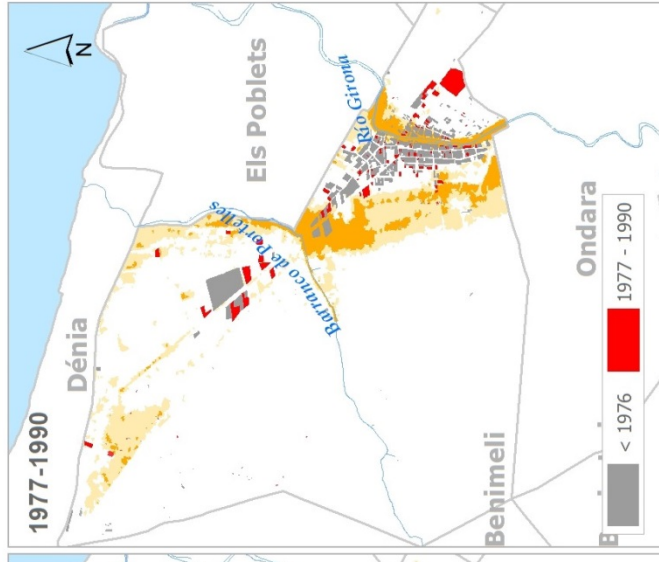 N
Els Poblets
Río Girona
Barranco de Portelles
Dénia
1977-1990
Ondara
Benimeli
B
< 1976
1977 - 1990